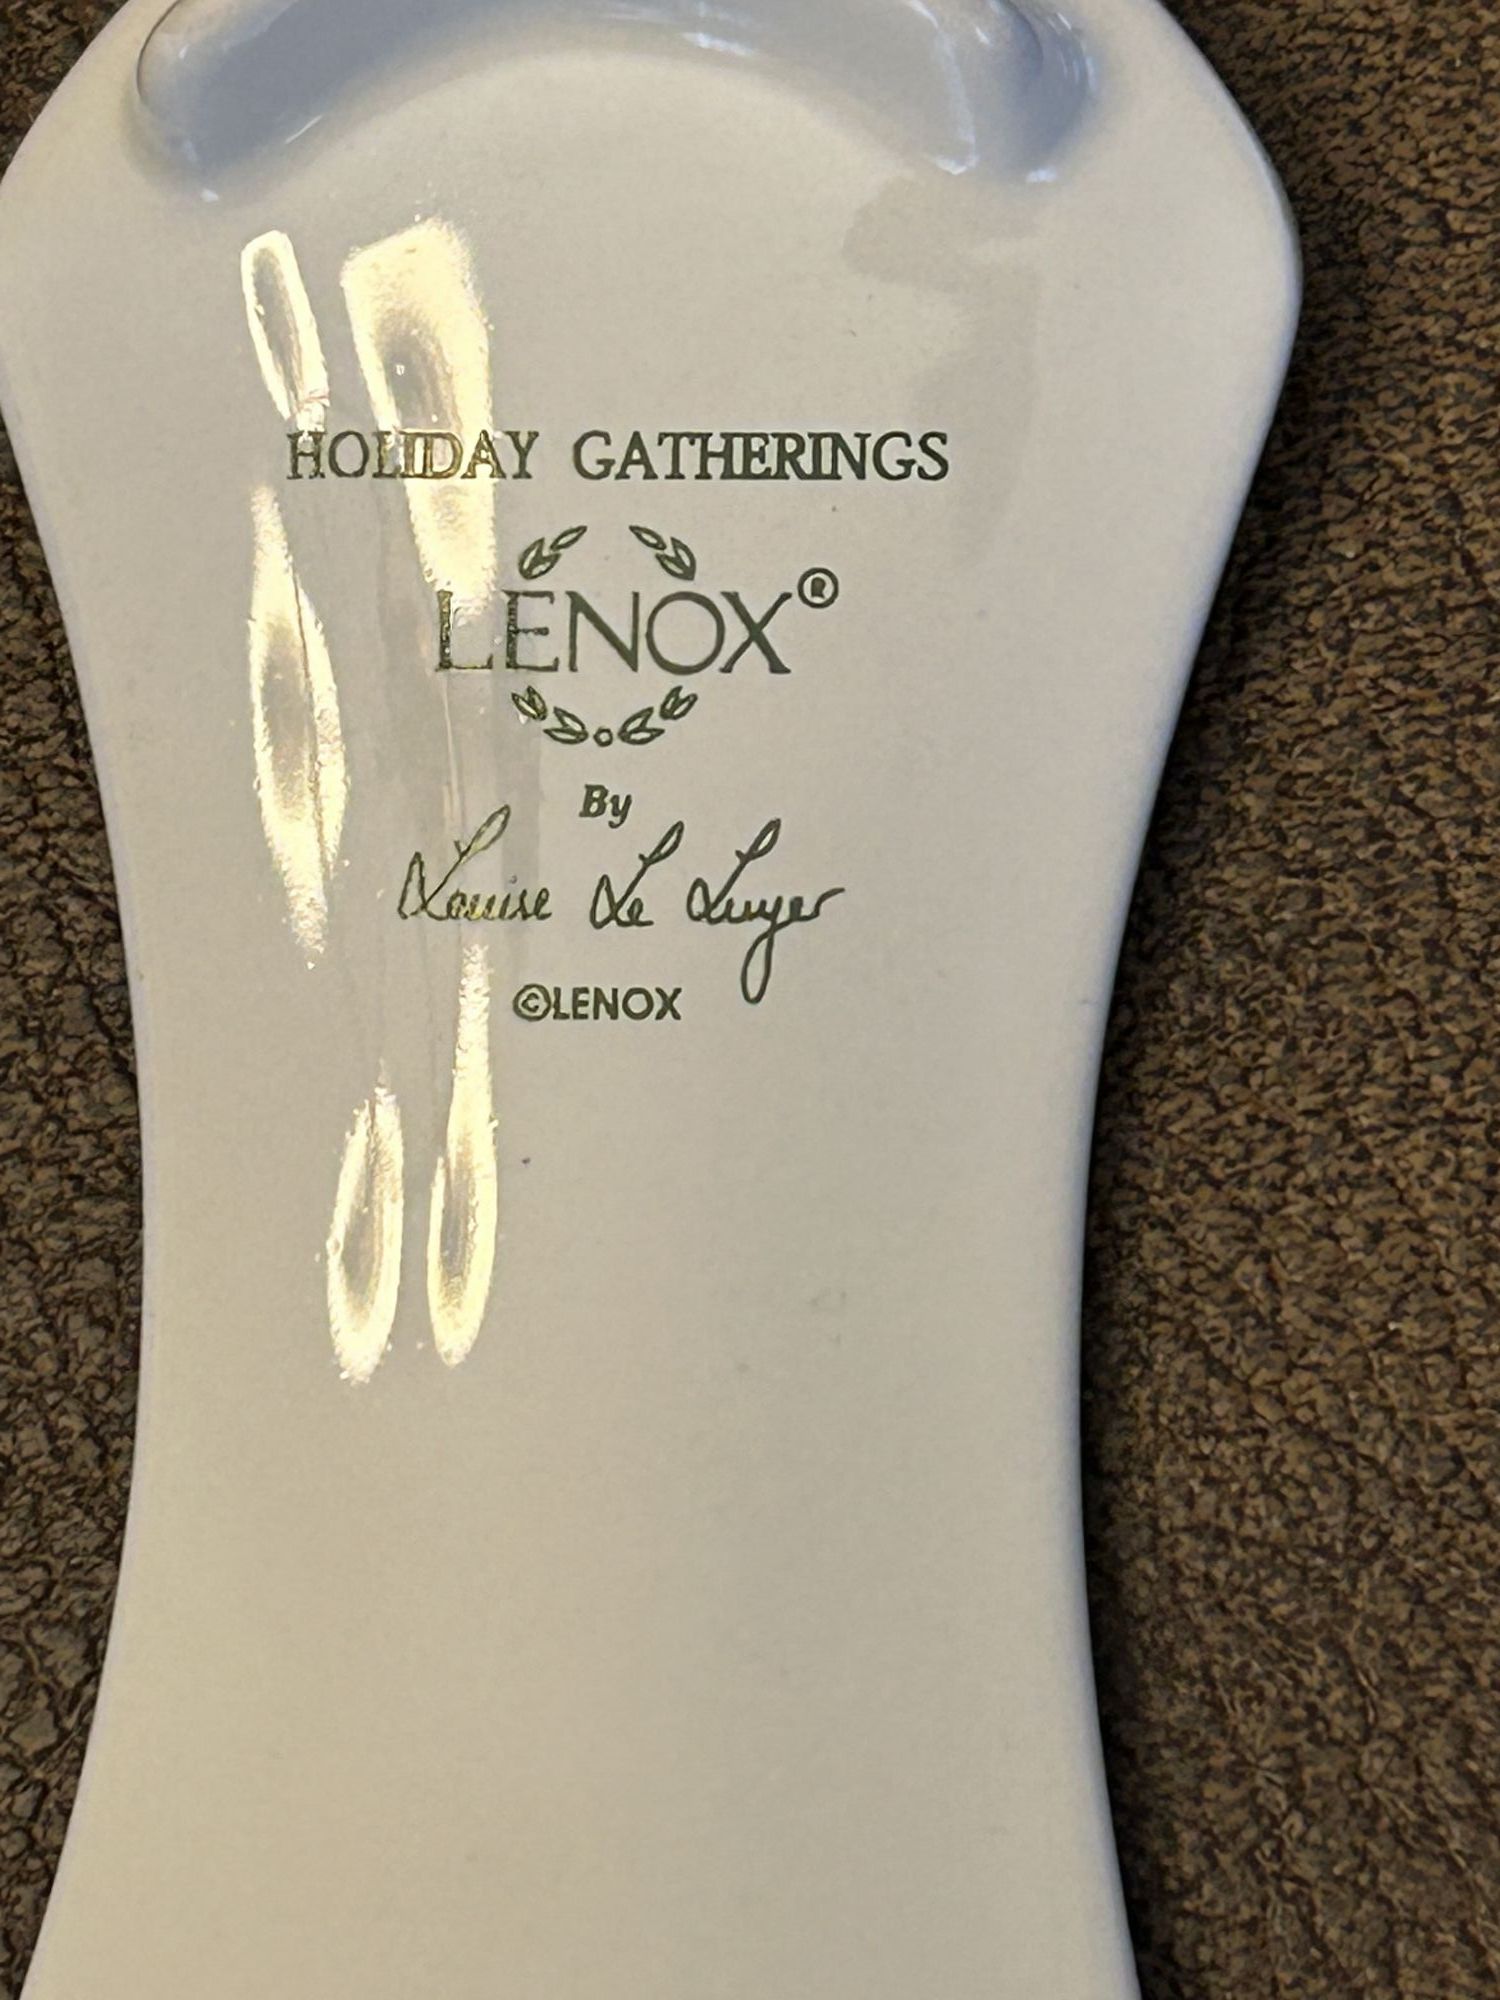 HOLIDAY GATHERINGS
LENOX®
By
Louise Le Luyer
©LENOX